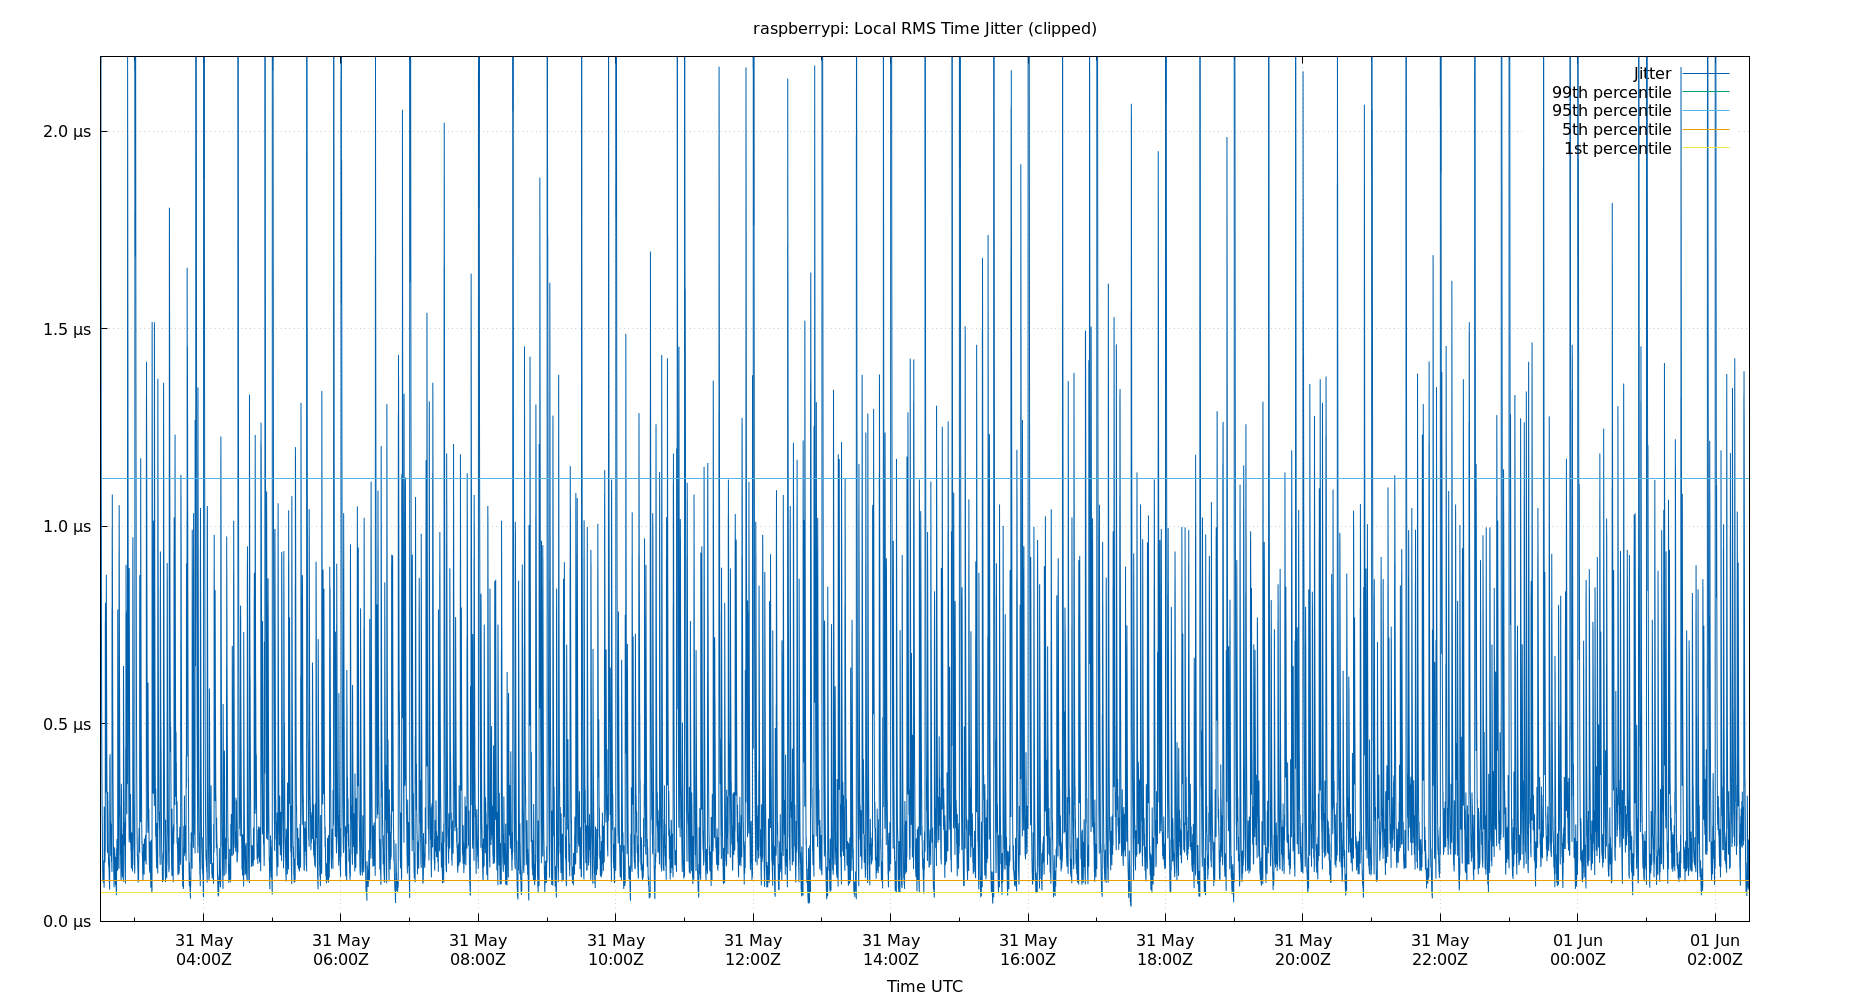 raspberrypi: Local RMS Time Jitter (clipped)
Jitter
99th percentile
95th percentile
5th percentile
1st percentile
2.0 µs
1.5 µs
1.0 µs
0.5 µs
0.0 µs
31 May 31 May 31 May 31 May 31 May 31 May 31 May 31 May 31 May 31 May 01 Jun 01 Jun
04:00Z 06:00Z 08:00Z 10:00Z 12:00Z 14:00Z 16:00Z 18:00Z 20:00Z 22:00Z 00:00Z 02:00Z
Time UTC